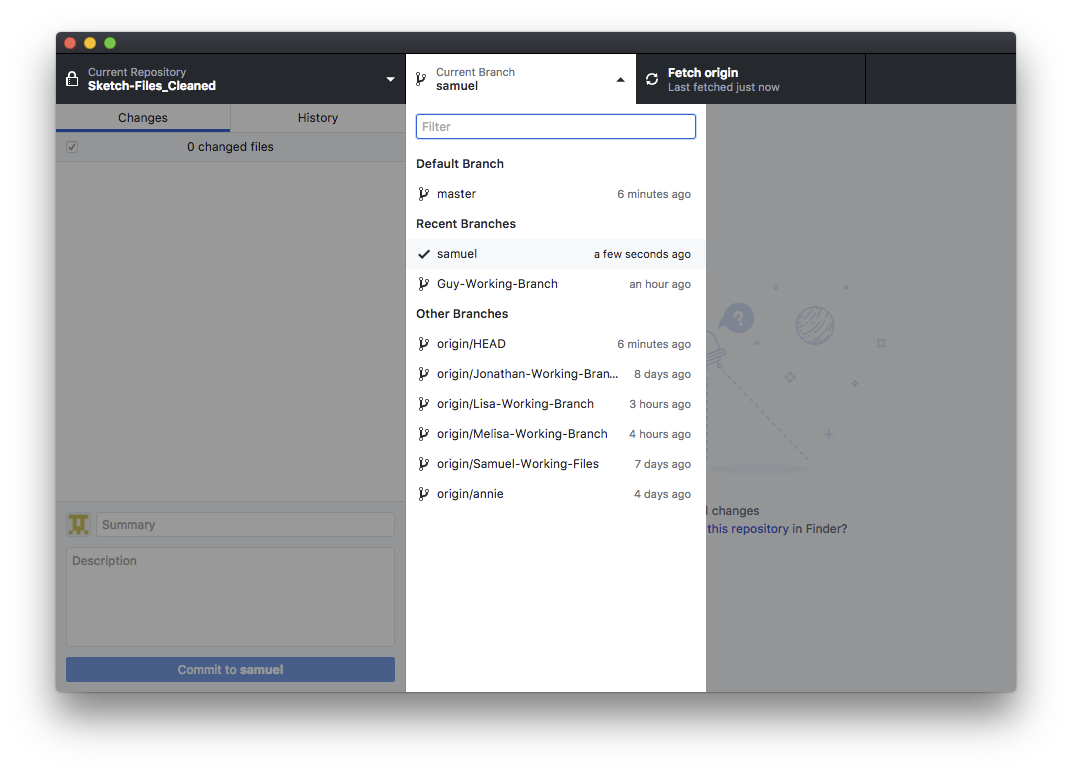 Current Repository
Sketch-Files_Cleaned
Current Branch
samuel
Fetch origin
Last fetched just now
Changes
History
0 changed files
Filter
Default Branch
master 6 minutes ago
Recent Branches
samuel a few seconds ago
Guy-Working-Branch an hour ago
Other Branches
origin/HEAD 6 minutes ago
origin/Jonathan-Working-Bran... 8 days ago
origin/Lisa-Working-Branch 3 hours ago
origin/Melisa-Working-Branch 4 hours ago
origin/Samuel-Working-Files 7 days ago
origin/annie 4 days ago
?
changes
this repository in Finder?
Summary
Description
Commit to samuel